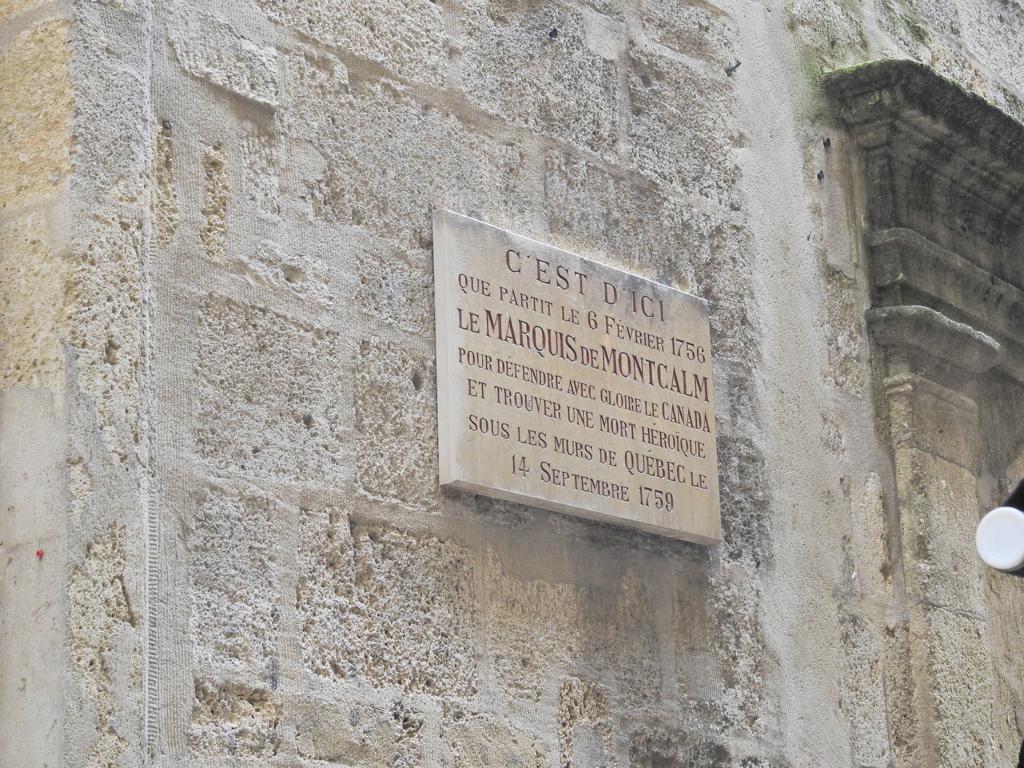 C'EST D'ICI
QUE PARTIT LE 6 FÉVRIER 1756
LE MARQUIS DE MONTCALM
POUR DÉFENDRE AVEC GLOIRE LE CANADA
ET TROUVER UNE MORT HÉROÏQUE
SOUS LES MURS DE QUEBEC LE
14 SEPTEMBRE 1759